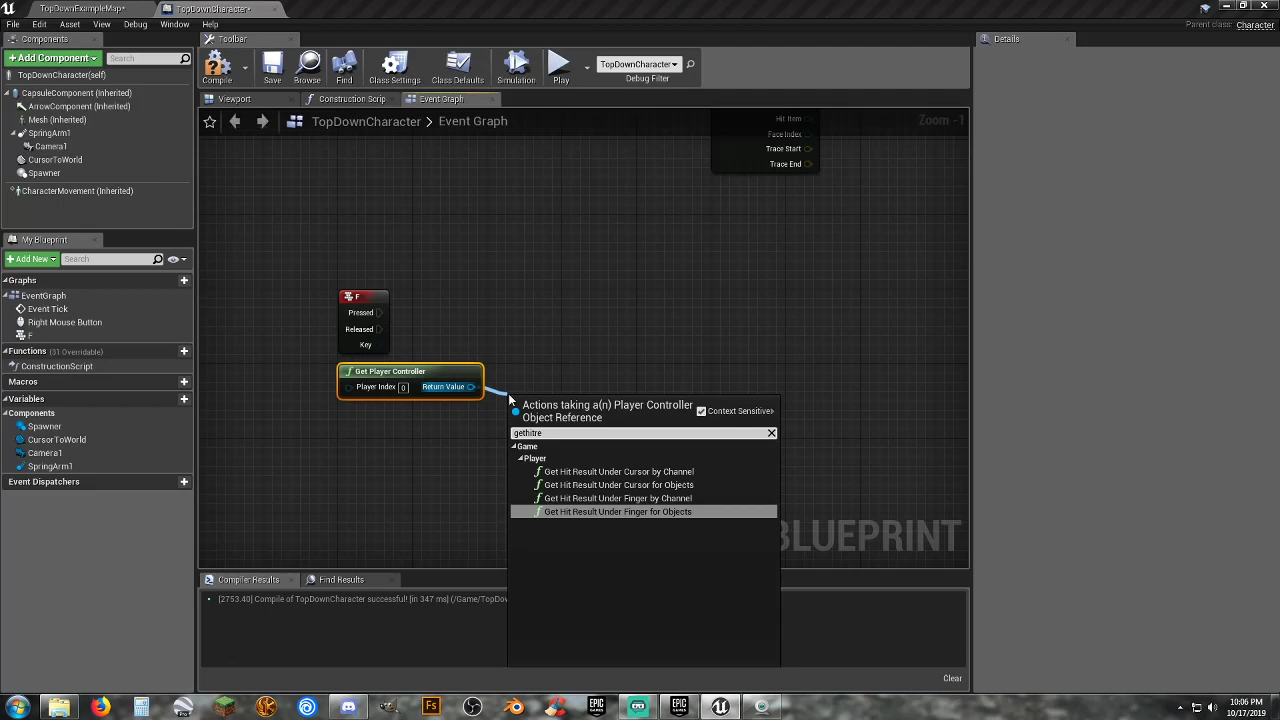 TopDownExampleMap*
TopDownCharacter*
File Edit Asset View Debug Window Help
Parent class: Character
Components
Toolbar
Details
+ Add Component
Search
TopDownCharacter(self)
CapsuleComponent (Inherited)
ArrowComponent (Inherited)
Mesh (Inherited)
SpringArm1
Camera1
CursorToWorld
Spawner
CharacterMovement (Inherited)
Compile
Save
Browse
Find
Class Settings
Class Defaults
Simulation
Play
TopDownCharacter
Debug Filter
Viewport
Construction Scrip
Event Graph
TopDownCharacter > Event Graph
Zoom -1
Hit Item
Face Index
Trace Start
Trace End
My Blueprint
+ Add New
Search
Graphs
EventGraph
Event Tick
Right Mouse Button
F
Functions (31 Overridable)
ConstructionScript
Macros
Variables
Components
Spawner
CursorToWorld
Camera1
SpringArm1
Event Dispatchers
F
Pressed
Released
Key
Get Player Controller
Player Index 0 Return Value
Actions taking a(n) Player Controller
Object Reference
Context Sensitive
gethitre
Game
Player
Get Hit Result Under Cursor by Channel
Get Hit Result Under Cursor for Objects
Get Hit Result Under Finger by Channel
Get Hit Result Under Finger for Objects
BLUEPRINT
Compiler Results
Find Results
[2753.40] Compile of TopDownCharacter successful! [in 347 ms] (/Game/TopDow
Clear
10:06 PM
10/17/2019